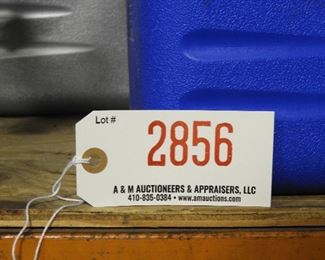 Lot #
2856
A & M AUCTIONEERS & APPRAISERS, LLC
410-835-0384 • www.amauctions.com